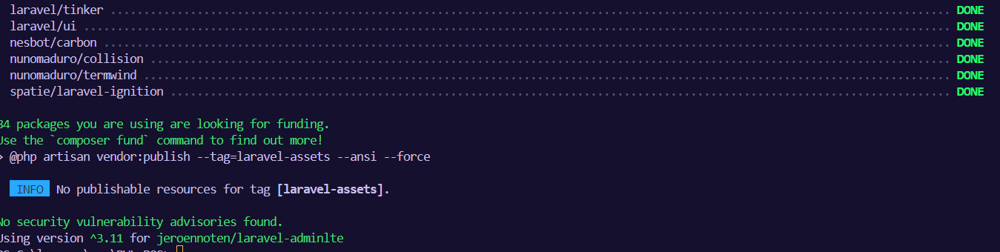 laravel/tinker ........................................ DONE
laravel/ui ........................................ DONE
nesbot/carbon ........................................ DONE
nunomaduro/collision ........................................ DONE
nunomaduro/termwind ........................................ DONE
spatie/laravel-ignition ........................................ DONE
84 packages you are using are looking for funding.
Use the `composer fund` command to find out more!
> @php artisan vendor:publish --tag=laravel-assets --ansi --force
INFO No publishable resources for tag [laravel-assets].
No security vulnerability advisories found.
Using version ^3.11 for jeroennoten/laravel-adminlte